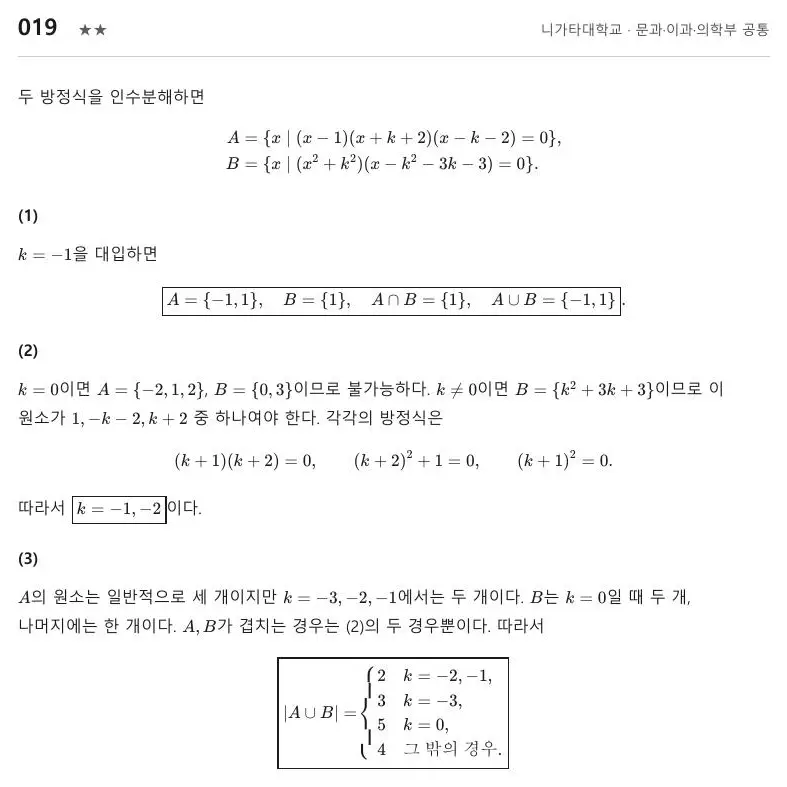 019 ★★ 니가타대학교 · 문과·이과·의학부 공통
두 방정식을 인수분해하면
A = {x | (x − 1)(x + k + 2)(x − k − 2) = 0},
B = {x | (x² + k²)(x − k² − 3k − 3) = 0}.
(1)
k = −1을 대입하면
A = {−1, 1}, B = {1}, A ∩ B = {1}, A ∪ B = {−1, 1}.
(2)
k = 0이면 A = {−2, 1, 2}, B = {0, 3}이므로 불가능하다. k ≠ 0이면 B = {k² + 3k + 3}이므로 이
원소가 1, −k − 2, k + 2 중 하나여야 한다. 각각의 방정식은
(k + 1)(k + 2) = 0, (k + 2)² + 1 = 0, (k + 1)² = 0.
따라서 k = −1, −2이다.
(3)
A의 원소는 일반적으로 세 개이지만 k = −3, −2, −1에서는 두 개이다. B는 k = 0일 때 두 개,
나머지에는 한 개이다. A, B가 겹치는 경우는 (2)의 두 경우뿐이다. 따라서
|A ∪ B| = {
2 k = −2, −1,
3 k = −3,
5 k = 0,
4 그 밖의 경우.